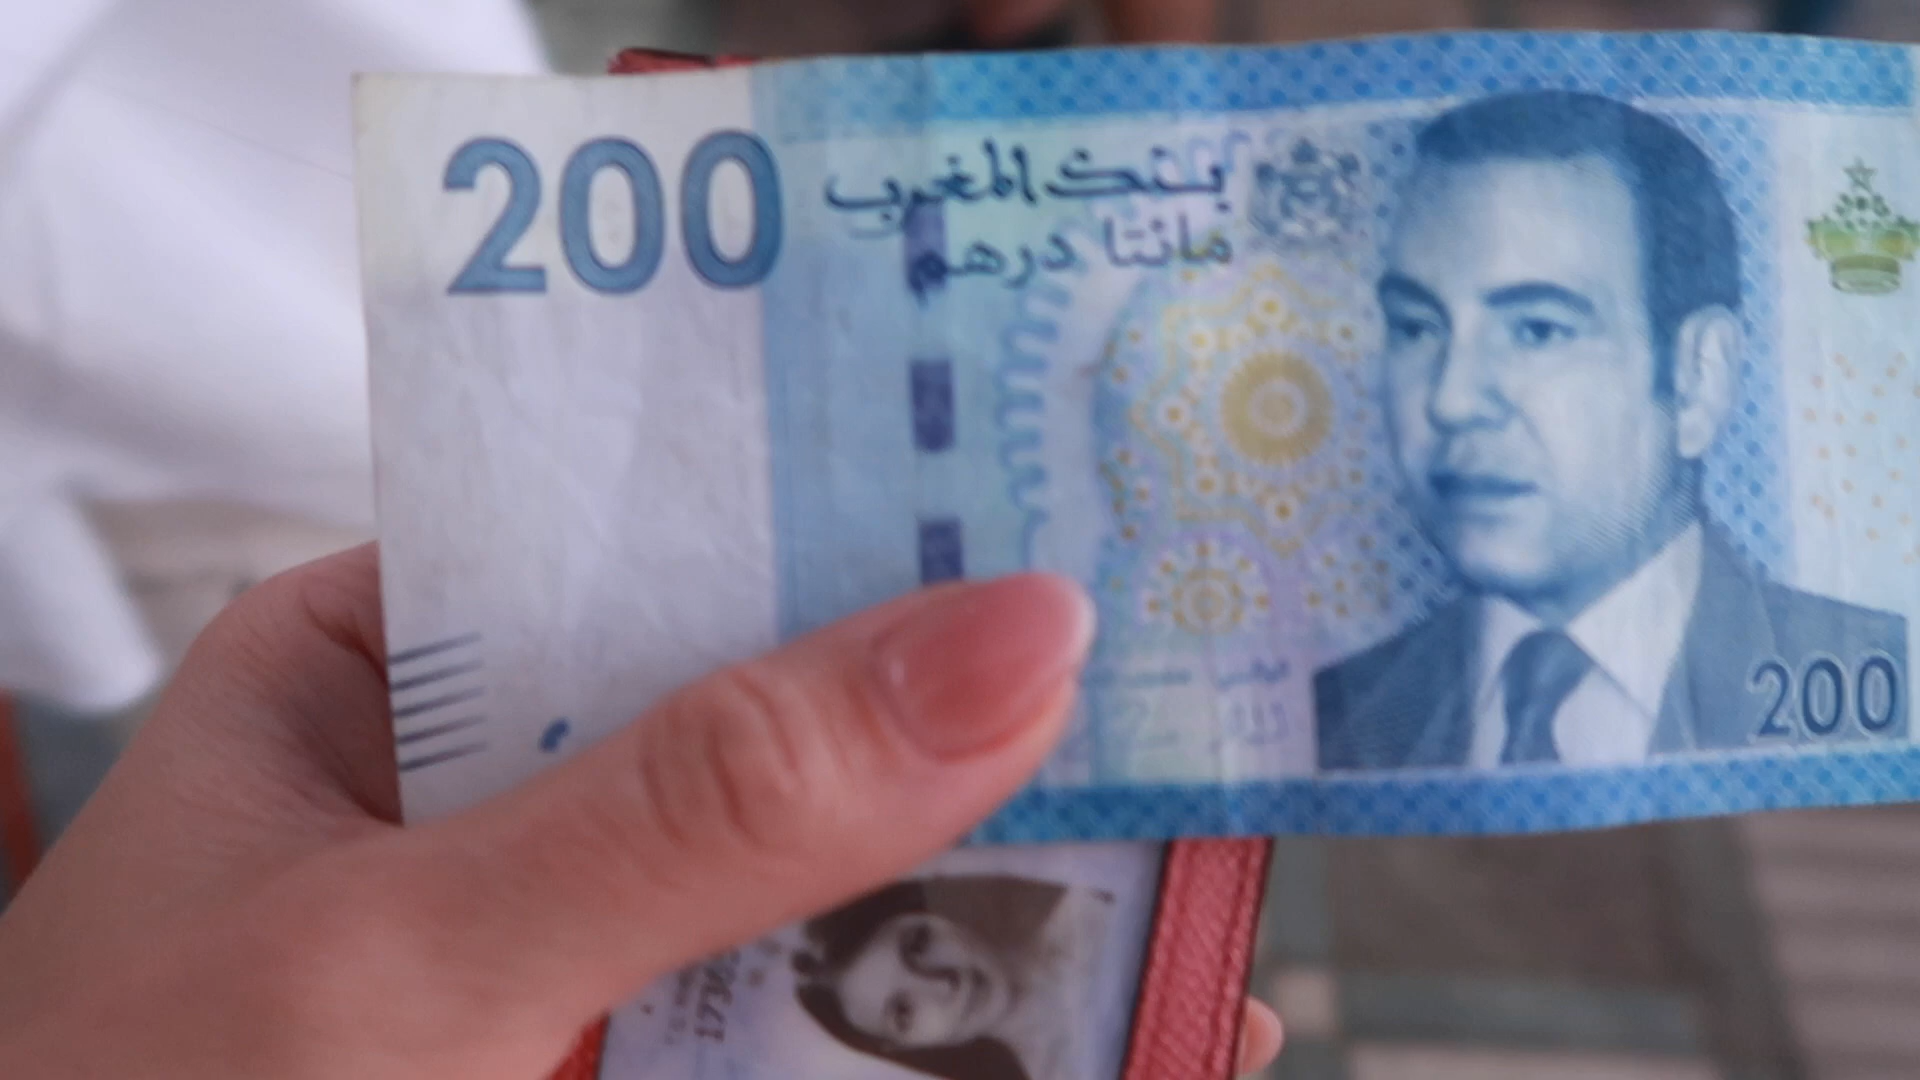 200
بنك المغرب
مائتا درهم
200